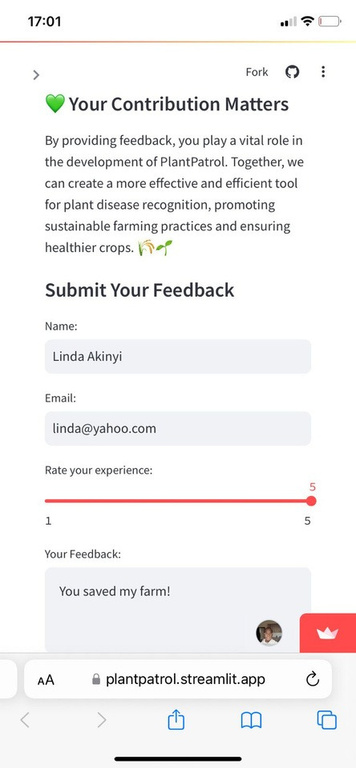 17:01
Fork
💚 Your Contribution Matters
By providing feedback, you play a vital role in
the development of PlantPatrol. Together, we
can create a more effective and efficient tool
for plant disease recognition, promoting
sustainable farming practices and ensuring
healthier crops. 🌾🌱
Submit Your Feedback
Name:
Linda Akinyi
Email:
linda@yahoo.com
Rate your experience:
5
1 5
Your Feedback:
You saved my farm!
AA plantpatrol.streamlit.app